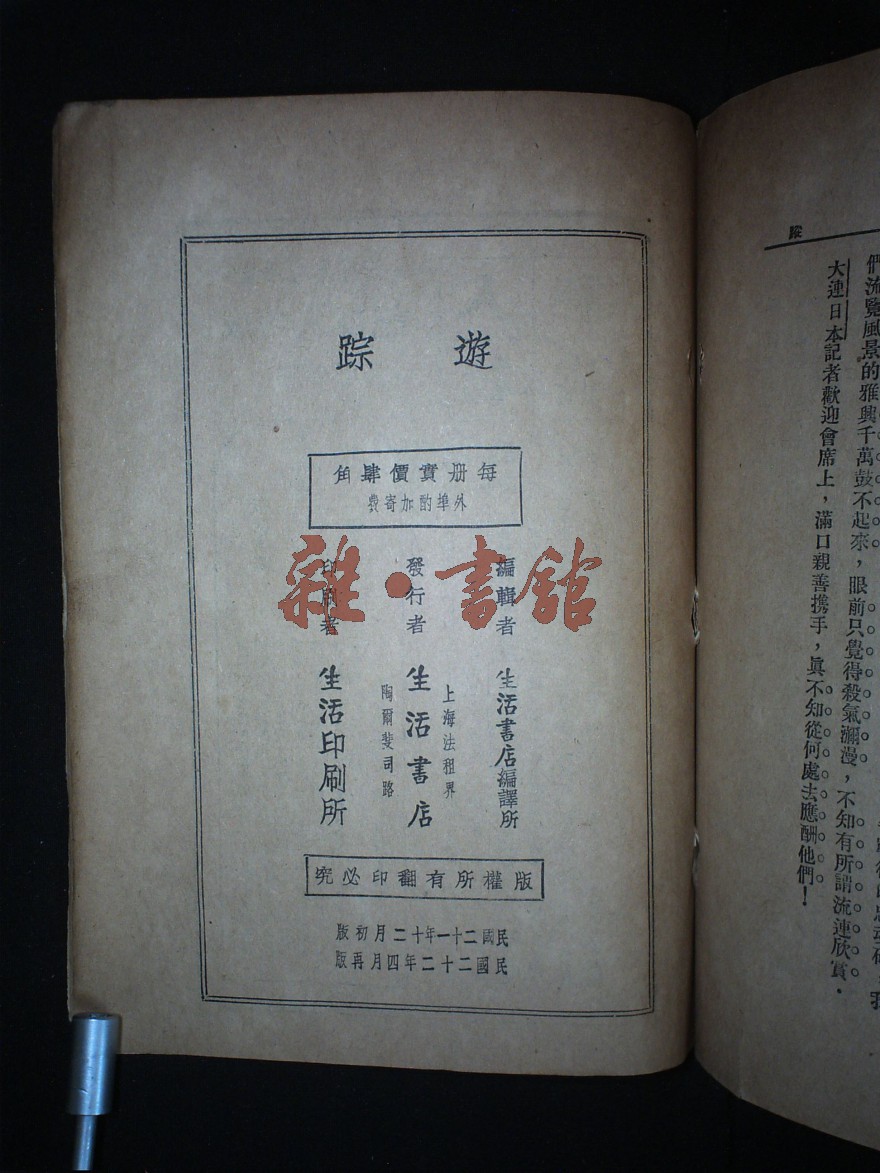 遊踪
每册實價肆角
外埠酌加寄費
編輯者 生活書店編譯所
上海法租界
發行者 生活書店
陶爾斐司路
印刷者 生活印刷所
版權所有翻印必究
民國二十一年十二月初版
民國二十二年四月再版
雜·書館
蹤
們流覽風景的雅興千萬鼓不起來，眼前只覺得殺氣瀰漫，不知有所謂流連欣賞．
大連日本記者歡迎會席上，滿口親善携手，眞不知從何處去應酬他們！